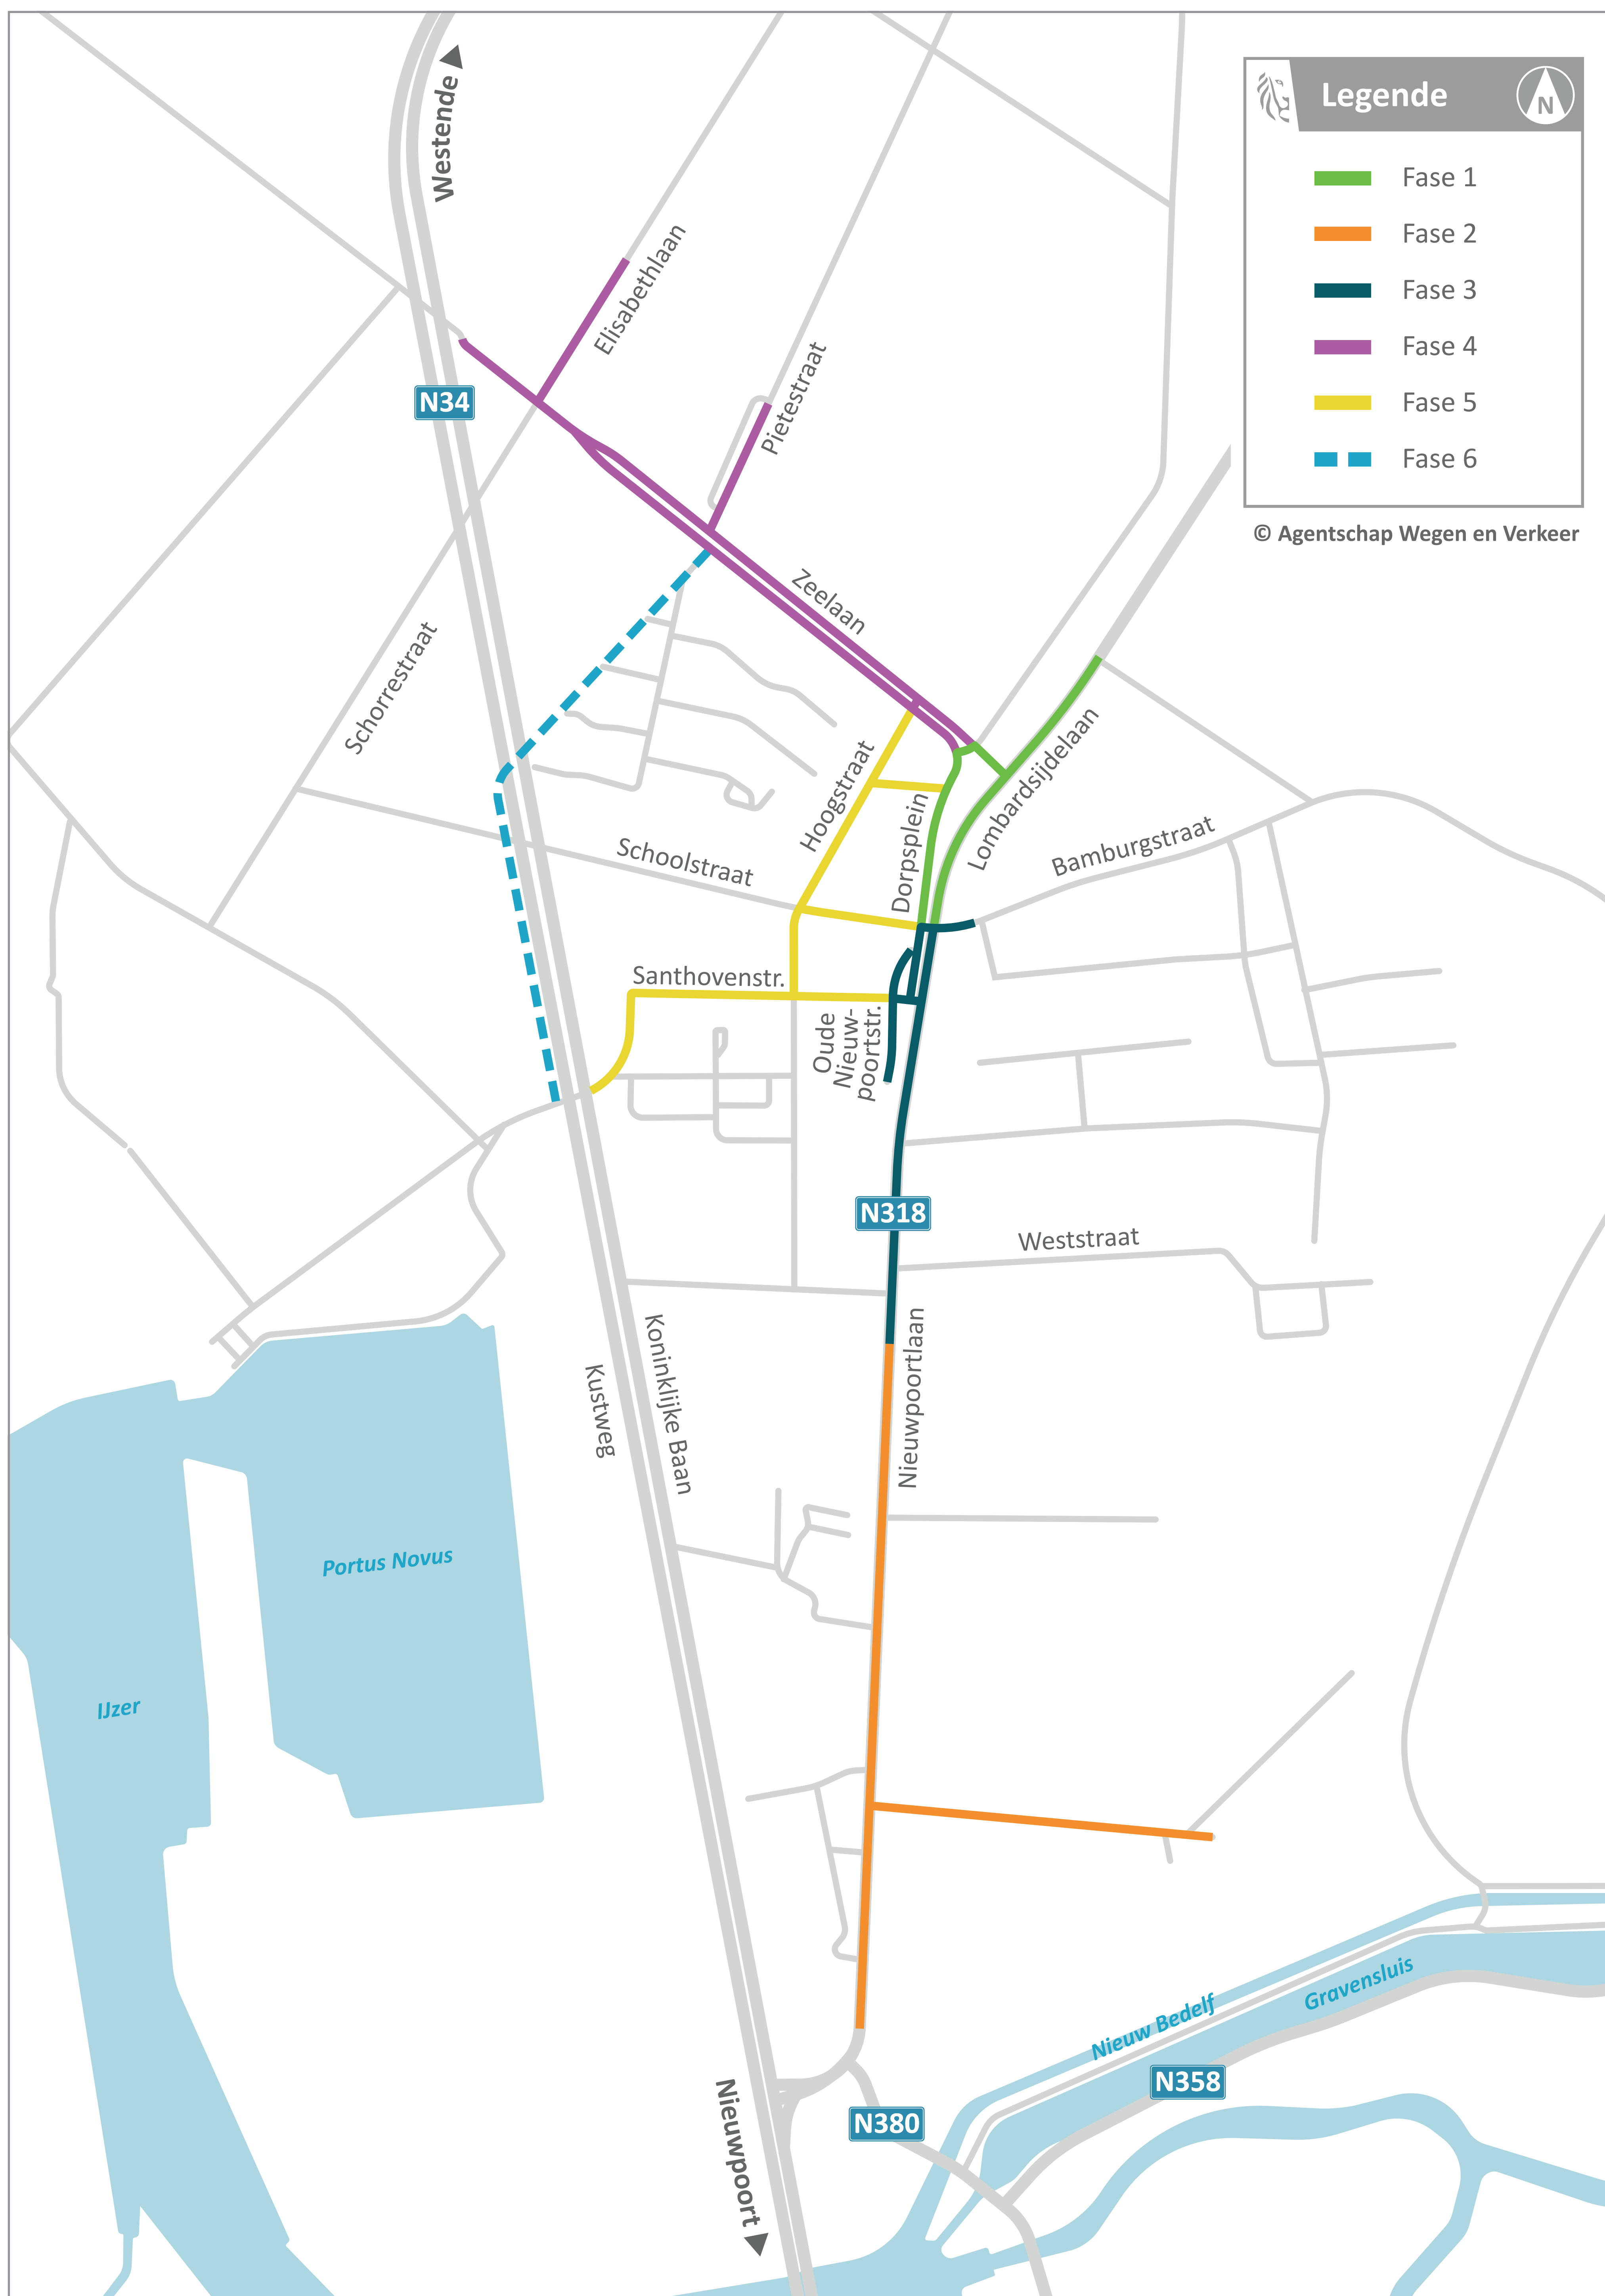 Westende
Legende
N
Fase 1
Fase 2
Fase 3
Fase 4
Fase 5
Fase 6
© Agentschap Wegen en Verkeer
Elisabethlaan
Pietestraat
N34
Zeelaan
Schorrestraat
Hoogstraat
Dorpsplein
Lombardsijdelaan
Bamburgstraat
Schoolstraat
Santhovenstr.
Oude
Nieuw-
poortstr.
N318
Weststraat
Nieuwpoortlaan
Koninklijke Baan
Kustweg
Portus Novus
IJzer
Gravensluis
Nieuw Bedelf
N358
N380
Nieuwpoort